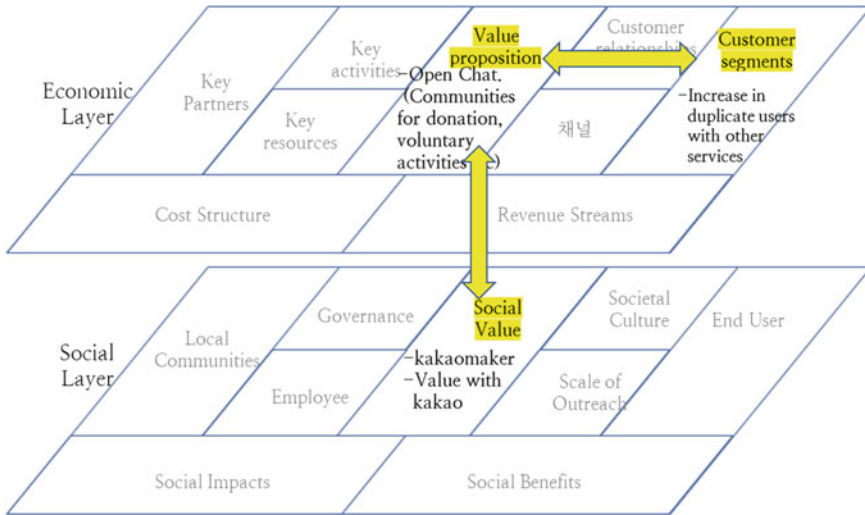 Economic
Layer
Key
Partners
Key
activities
Key
resources
Value
proposition
-Open Chat.
(Communities
for donation,
voluntary
activities
c)
Customer
relationships
채널
Customer
segments
-Increase in
duplicate users
with other
services
Cost Structure
Revenue Streams
Social
Layer
Local
Communities
Governance
Employee
Social
Value
-kakaomaker
-Value with
kakao
Societal
Culture
Scale of
Outreach
End User
Social Impacts
Social Benefits